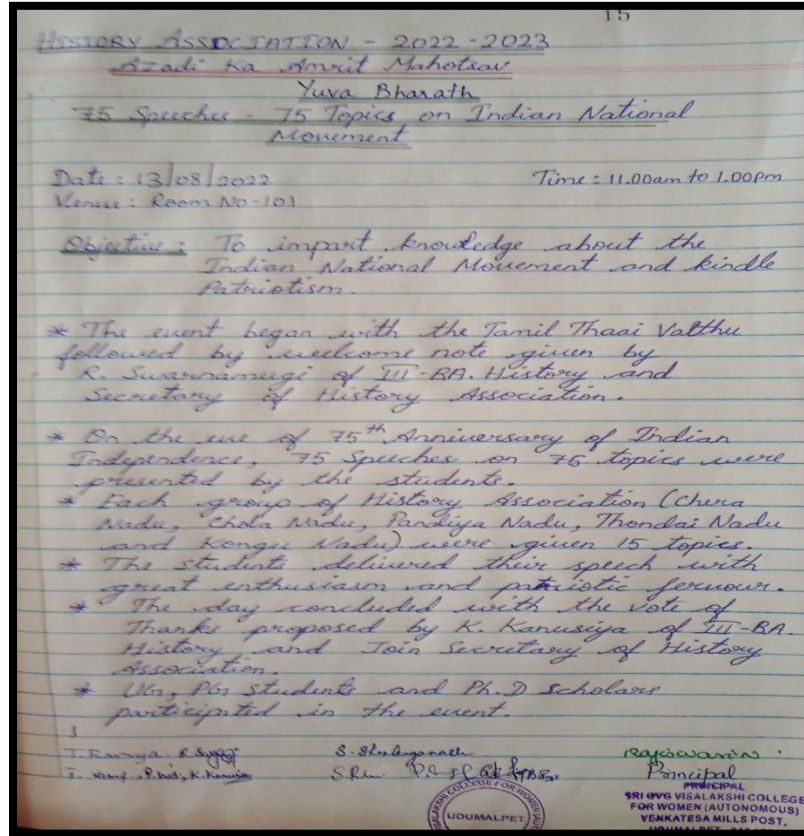 15
HISTORY ASSOCIATION - 2022-2023
Azadi Ka Amrit Mahotsav
Yuva Bharath
75 Speeches - 75 Topics on Indian National
Movement
Date : 13/08/2022
Time : 11.00am to 1.00pm
Venue : Room No-101
Objective : To impart knowledge about the
Indian National Movement and kindle
Patriotism.
* The event began with the Tamil Thaai Valthu
followed by welcome note given by
R. Swarnamugi of III-BA. History and
Secretary of History Association.
* On the eve of 75th Anniversary of Indian
Independence, 75 Speeches on 75 topics were
presented by the students.
* Each group of History Association (Chera
Nadu, Chola Nadu, Pandiya Nadu, Thondai Nadu
and Kongu Nadu) were given 15 topics.
* The students delivered their speech with
great enthusiasm and patriotic fervour.
* The day concluded with the vote of
Thanks proposed by K. Kanusiya of III-BA.
History and Join Secretary of History
Association.
* UGs, PGs students and Ph.D scholars
participated in the event.
Principal
PRINCIPAL
SRI GVG VISALAKSHI COLLEGE
FOR WOMEN (AUTONOMOUS)
VENKATESA MILLS POST,
COLLEGE FOR WOMEN
UDUMALPET